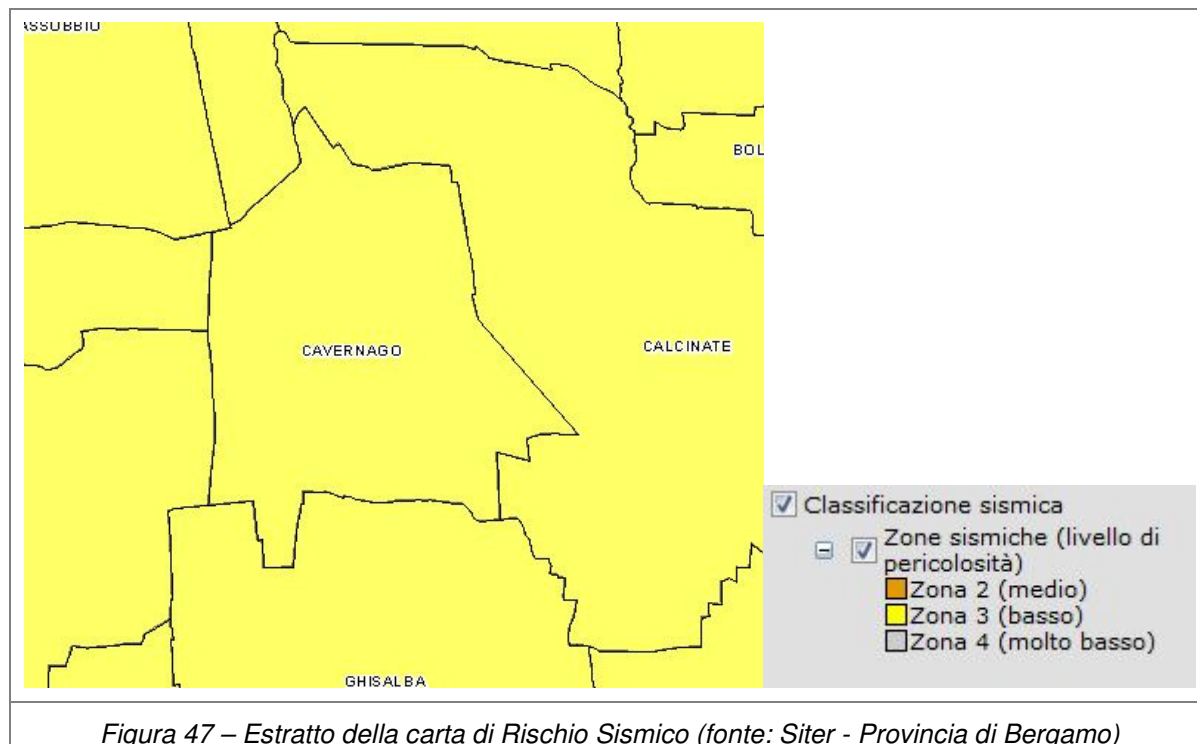 ASSUBBIO
BOL
CAVERNAGO
CALCINATE
GHISALBA
Classificazione sismica
Zone sismiche (livello di
pericolosità)
Zona 2 (medio)
Zona 3 (basso)
Zona 4 (molto basso)
Figura 47 – Estratto della carta di Rischio Sismico (fonte: Siter - Provincia di Bergamo)